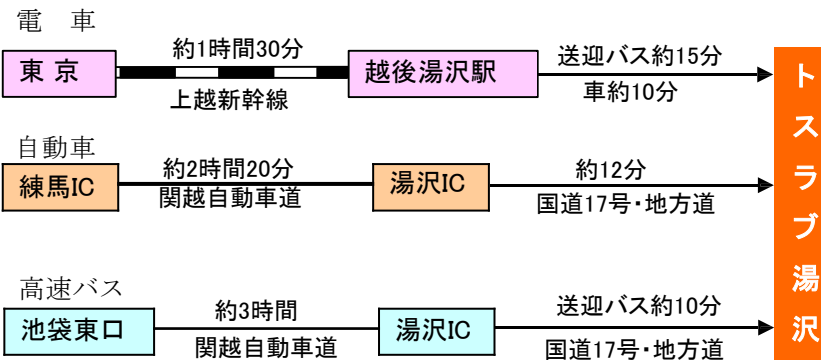 電　車
東 京
約1時間30分
上越新幹線
越後湯沢駅
送迎バス約15分
車約10分
自動車
練馬IC
約2時間20分
関越自動車道
湯沢IC
約12分
国道17号・地方道
高速バス
池袋東口
約3時間
関越自動車道
湯沢IC
送迎バス約10分
国道17号・地方道
トスラブ湯沢